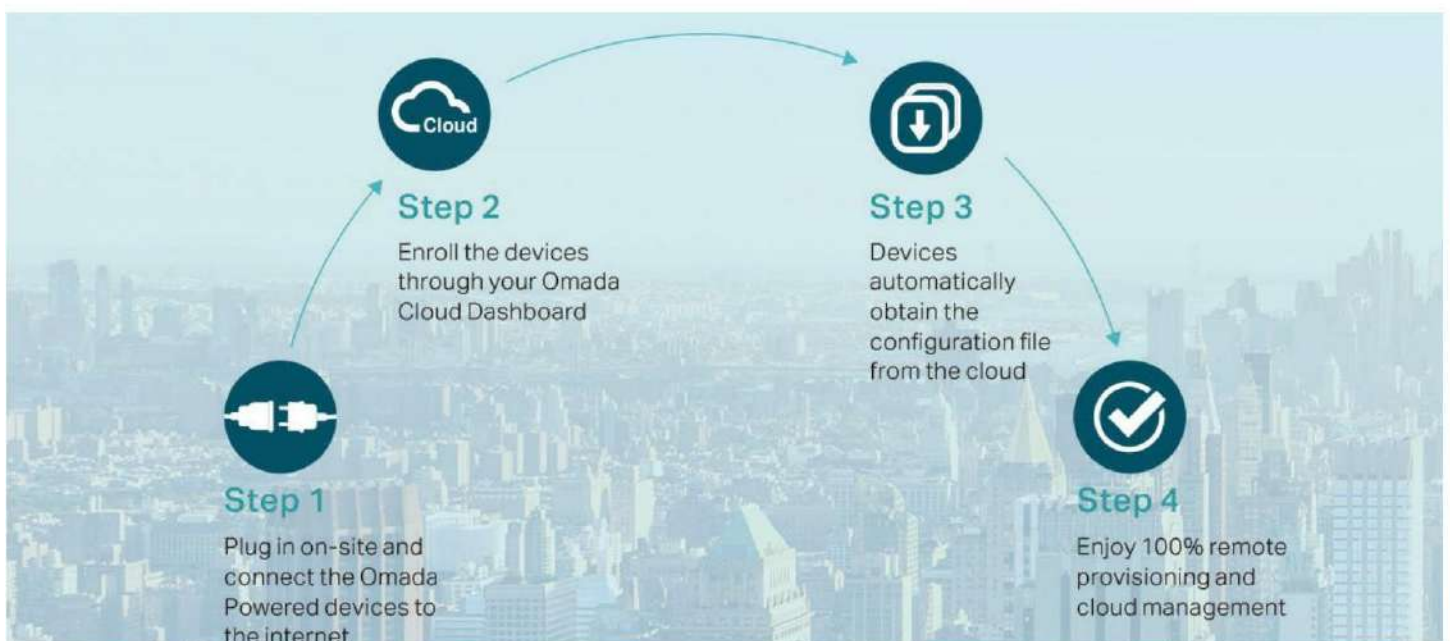 Cloud
Step 1
Plug in on-site and
connect the Omada
Powered devices to
the internet
Step 2
Enroll the devices
through your Omada
Cloud Dashboard
Step 3
Devices
automatically
obtain the
configuration file
from the cloud
Step 4
Enjoy 100% remote
provisioning and
cloud management